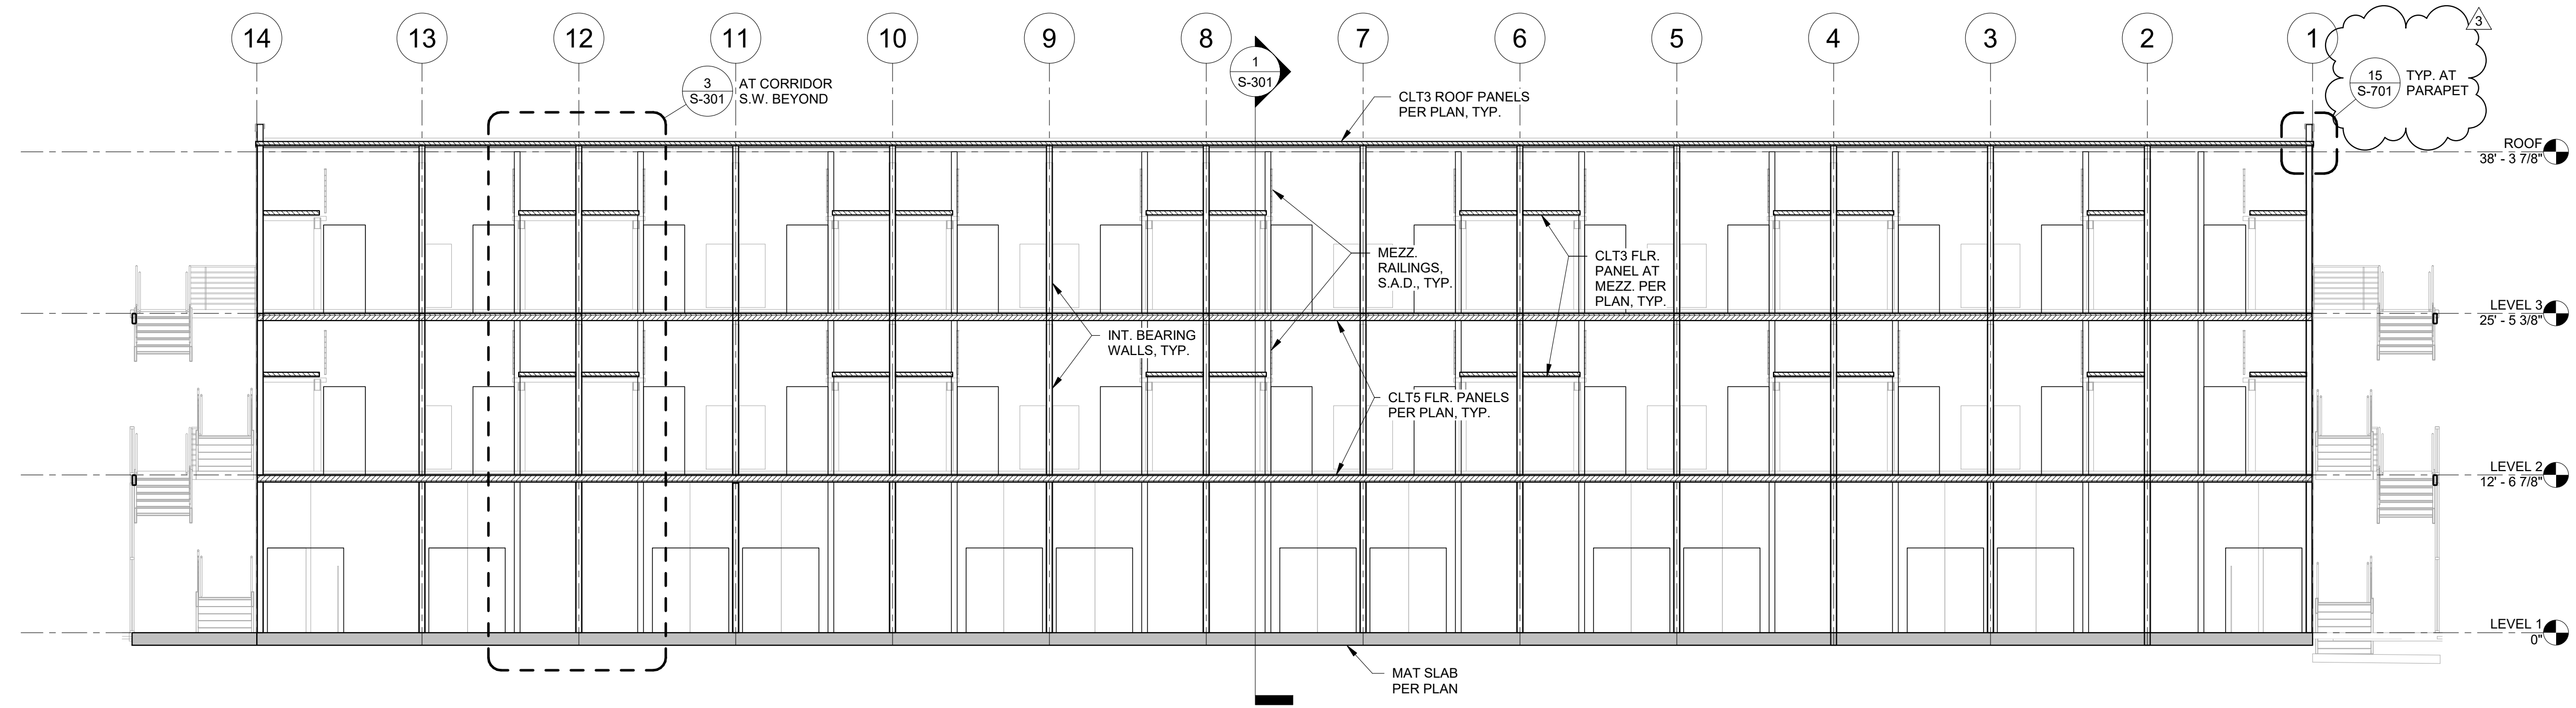 14
13
12
11
10
9
8
7
6
5
4
3
2
1
3
S-301
AT CORRIDOR
S.W. BEYOND
1
S-301
CLT3 ROOF PANELS
PER PLAN, TYP.
3
15
S-701
TYP. AT
PARAPET
ROOF
38' - 3 7/8"
MEZZ.
RAILINGS,
S.A.D., TYP.
CLT3 FLR.
PANEL AT
MEZZ. PER
PLAN, TYP.
LEVEL 3
25' - 5 3/8"
INT. BEARING
WALLS, TYP.
CLT5 FLR. PANELS
PER PLAN, TYP.
LEVEL 2
12' - 6 7/8"
LEVEL 1
0"
MAT SLAB
PER PLAN